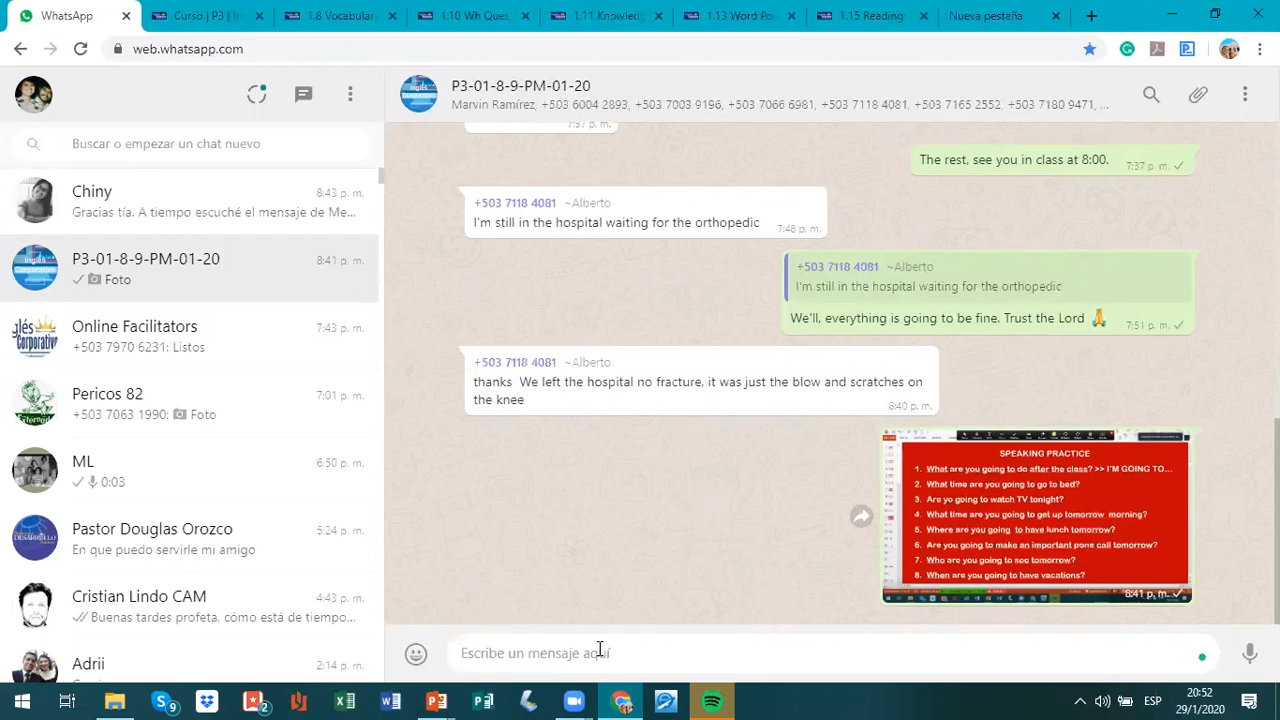 WhatsApp
Curso | P3 | In
1.8 Vocabulary
1.10 Wh Ques
1.11 Knowledg
1.13 Word Po
1.15 Reading:
Nueva pestaña
web.whatsapp.com
P3-01-8-9-PM-01-20
Marvin Ramírez, +503 6004 2893, +503 7039 9196, +503 7066 6981, +503 7118 4081, +503 7165 2552, +503 7180 9471, ...
Buscar o empezar un chat nuevo
Chiny
8:43 p. m.
Gracias tía. A tiempo escuché el mensaje de Me...
P3-01-8-9-PM-01-20
8:41 p. m.
Foto
Online Facilitators
7:43 p. m.
+503 7970 6231: Listos
Pericos 82
7:01 p. m.
+503 7063 1990: Foto
ML
6:50 p. m.
0:03
Pastor Douglas Orozco
5:24 p. m.
En que puedo servirle mi amigo
Cristian Lindo CAM
4:43 p. m.
Buenas tardes profeta, cómo está de tiempo...
Adrii
2:14 p. m.
7:37 p. m.
The rest, see you in class at 8:00.
7:37 p. m.
+503 7118 4081 ~Alberto
I'm still in the hospital waiting for the orthopedic
7:48 p. m.
+503 7118 4081 ~Alberto
I'm still in the hospital waiting for the orthopedic
We'll, everything is going to be fine. Trust the Lord
7:51 p. m.
+503 7118 4081 ~Alberto
thanks We left the hospital no fracture, it was just the blow and scratches on
the knee
8:40 p. m.
SPEAKING PRACTICE
1. What are you going to do after the class? >> I'M GOING TO...
2. What time are you going to go to bed?
3. Are yo going to watch TV tonight?
4. What time are you going to get up tomorrow morning?
5. Where are you going to have lunch tomorrow?
6. Are you going to make an important pone call tomorrow?
7. Who are you going to see tomorrow?
8. When are you going to have vacations?
8:41 p. m.
Escribe un mensaje aquí
ESP
20:52
29/1/2020